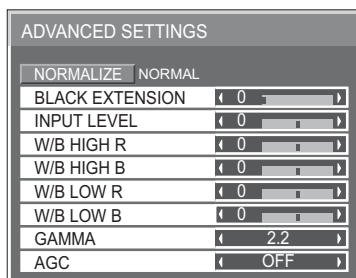 ADVANCED SETTINGS
NORMALIZE NORMAL
BLACK EXTENSION 0
INPUT LEVEL 0
W/B HIGH R 0
W/B HIGH B 0
W/B LOW R 0
W/B LOW B 0
GAMMA 2.2
AGC OFF